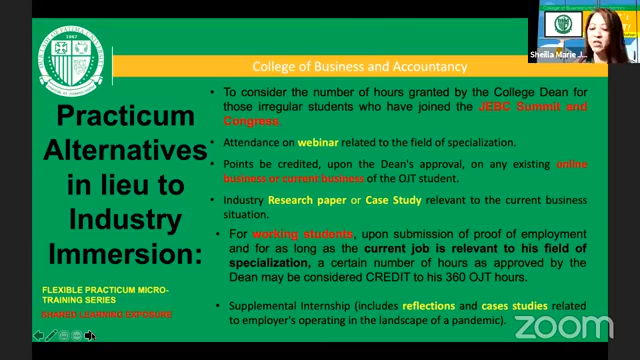 College of Business and Accountancy
Practicum
Alternatives
in lieu to
Industry
Immersion:
FLEXIBLE PRACTICUM MICRO-
TRAINING SERIES
SHARED LEARNING EXPOSURE
• To consider the number of hours granted by the College Dean for
those irregular students who have joined the JEBC Summit and
Congress.
• Attendance on webinar related to the field of specialization.
• Points be credited, upon the Dean's approval, on any existing online
business or current business of the OJT student.
• Industry Research paper or Case Study relevant to the current business
situation.
• For working students, upon submission of proof of employment
and for as long as the current job is relevant to his field of
specialization, a certain number of hours as approved by the
Dean may be considered CREDIT to his 360 OJT hours.
• Supplemental Internship (includes reflections and cases studies related
to employer's operating in the landscape of a pandemic).
Sheilla Marie J...
zoom